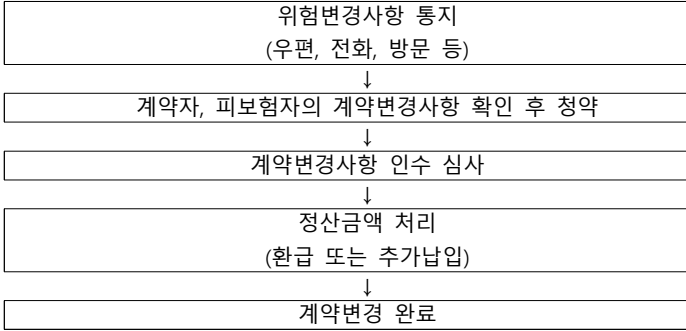 위험변경사항 통지
(우편, 전화, 방문 등)
↓
계약자, 피보험자의 계약변경사항 확인 후 청약
↓
계약변경사항 인수 심사
↓
정산금액 처리
(환급 또는 추가납입)
↓
계약변경 완료